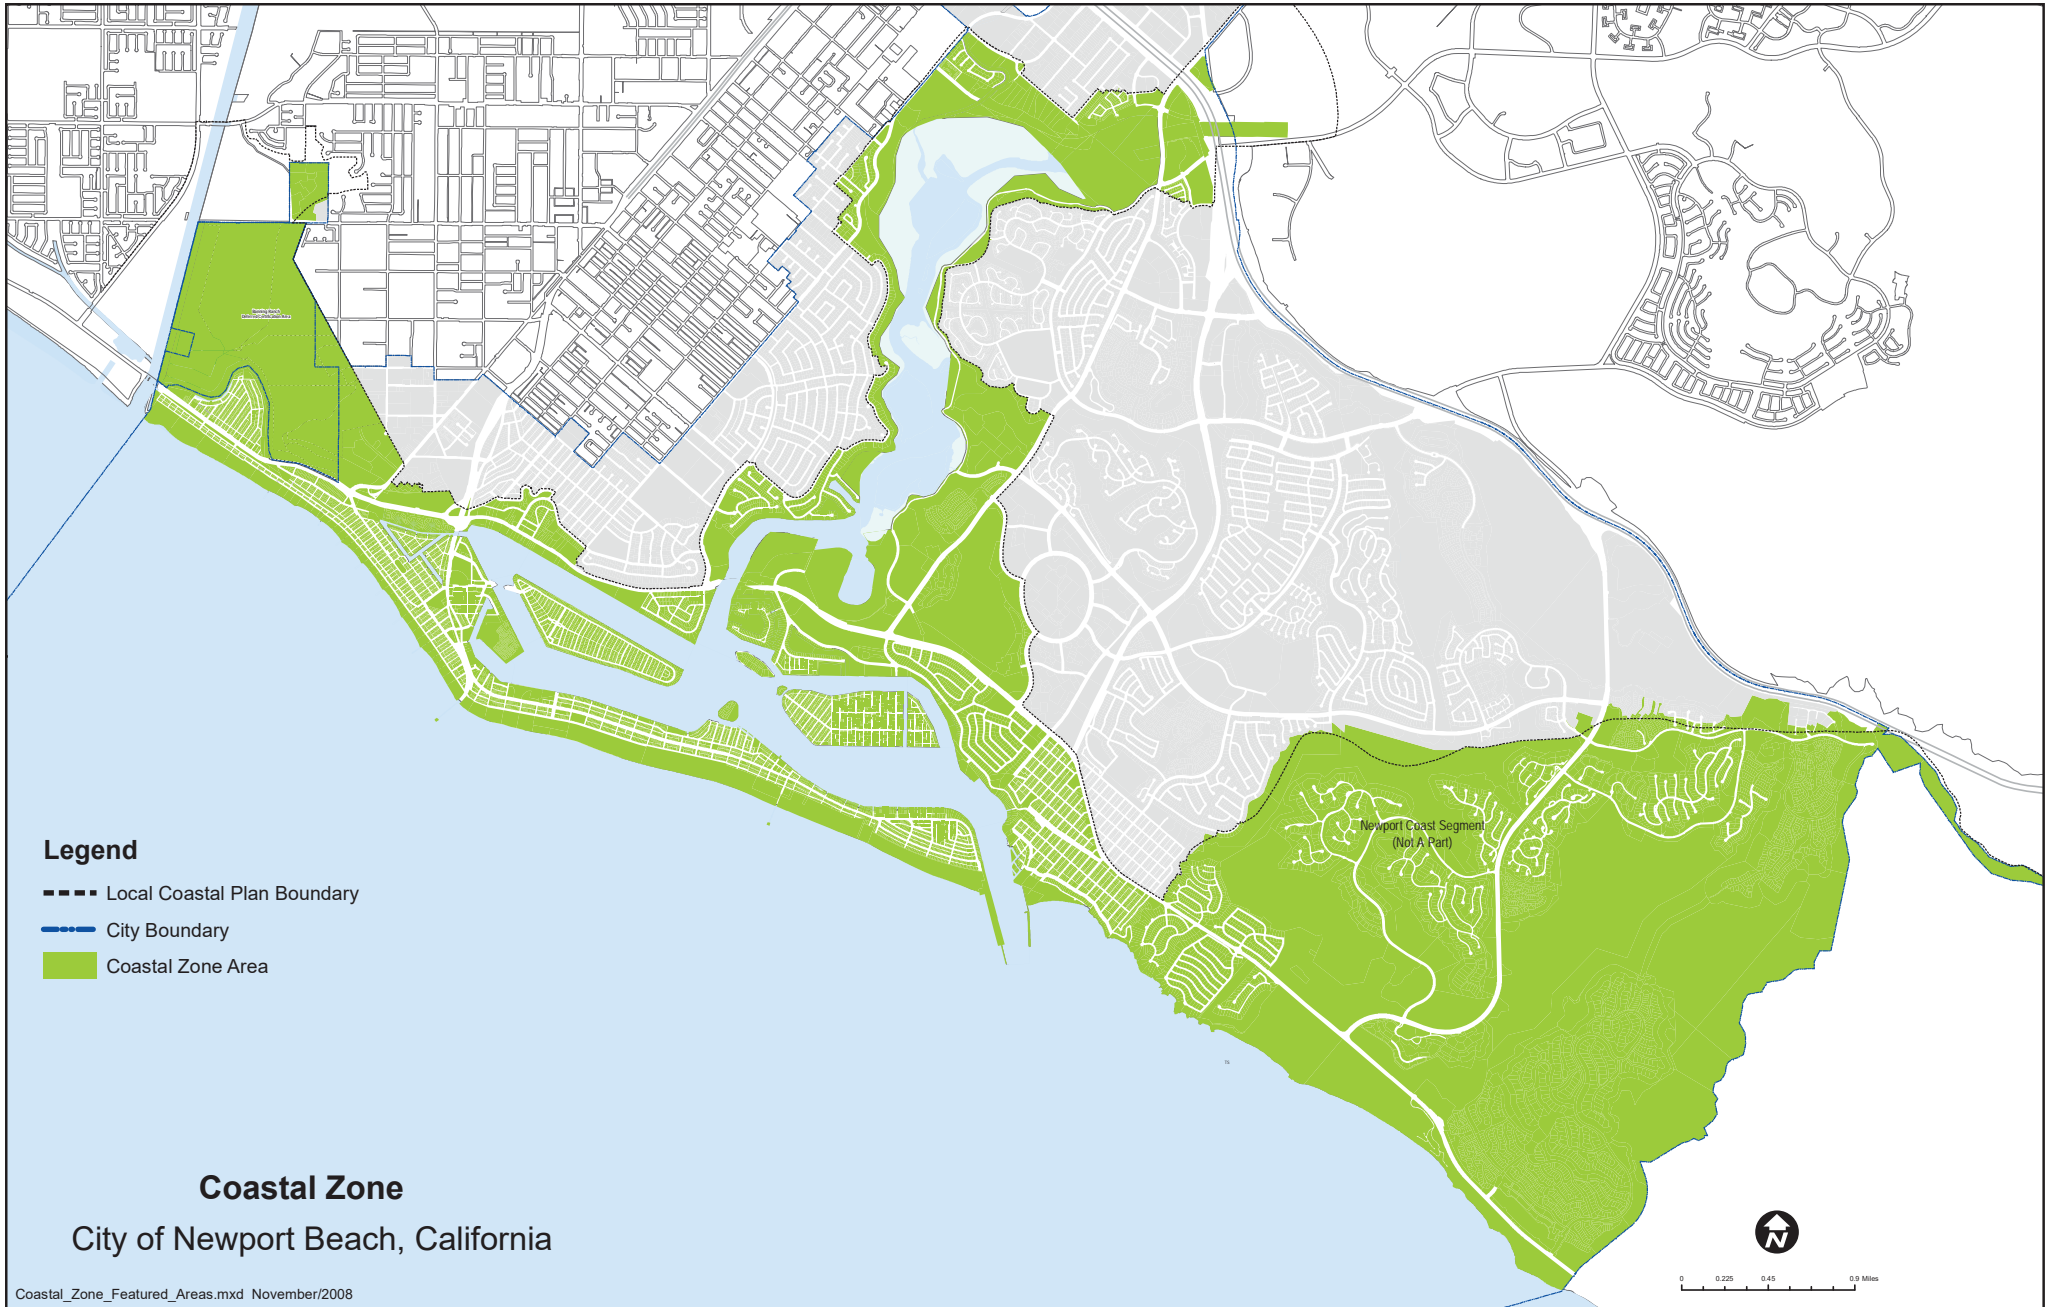 Newport Coast Segment
(Not A Part)
Legend
Local Coastal Plan Boundary
City Boundary
Coastal Zone Area
Coastal Zone
City of Newport Beach, California
N
0 0.225 0.45 0.9 Miles
Coastal_Zone_Featured_Areas.mxd November/2008